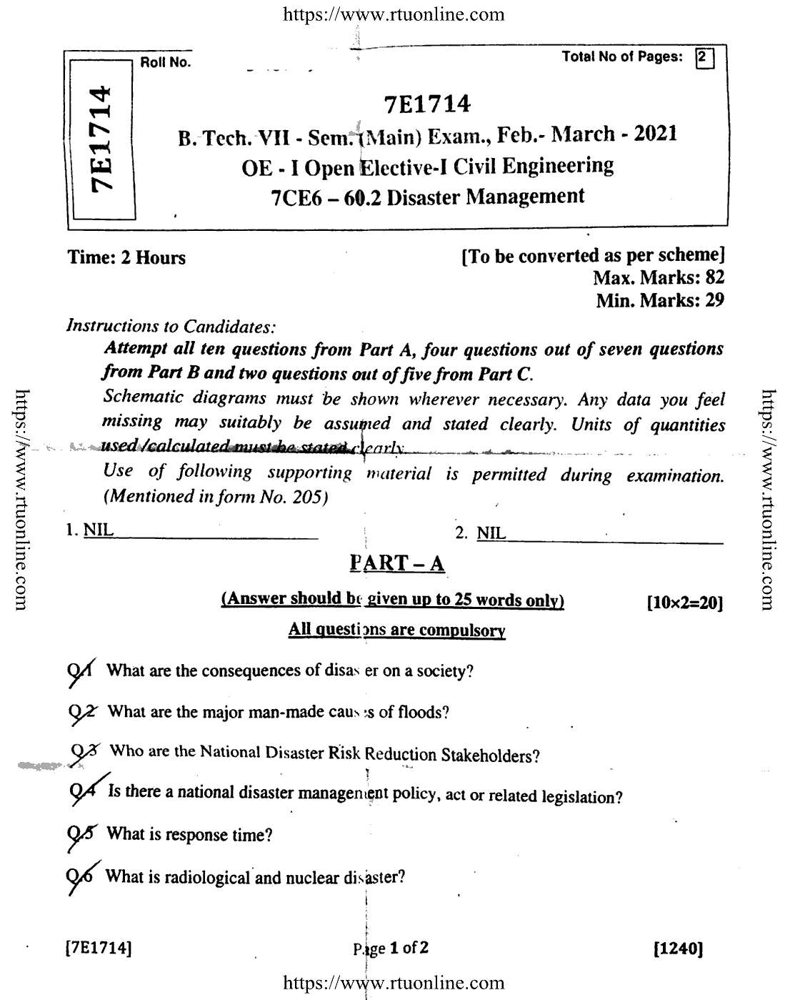 https://www.rtuonline.com
Roll No.
Total No of Pages: 2
7E1714
7E1714
B. Tech. VII - Sem. (Main) Exam., Feb.- March - 2021
OE - I Open Elective-I Civil Engineering
7CE6 – 60.2 Disaster Management
Time: 2 Hours
[To be converted as per scheme]
Max. Marks: 82
Min. Marks: 29
Instructions to Candidates:
Attempt all ten questions from Part A, four questions out of seven questions
from Part B and two questions out of five from Part C.
Schematic diagrams must be shown wherever necessary. Any data you feel
missing may suitably be assumed and stated clearly. Units of quantities
used /calculated must be stated clearly.
Use of following supporting material is permitted during examination.
(Mentioned in form No. 205)
1. NIL
2. NIL
PART – A
(Answer should be given up to 25 words only)
[10×2=20]
All questions are compulsory
Q.1 What are the consequences of disaster on a society?
Q.2 What are the major man-made causes of floods?
Q.3 Who are the National Disaster Risk Reduction Stakeholders?
Q.4 Is there a national disaster management policy, act or related legislation?
Q.5 What is response time?
Q.6 What is radiological and nuclear disaster?
[7E1714]
Page 1 of 2
[1240]
https://www.rtuonline.com
https://www.rtuonline.com
https://www.rtuonline.com